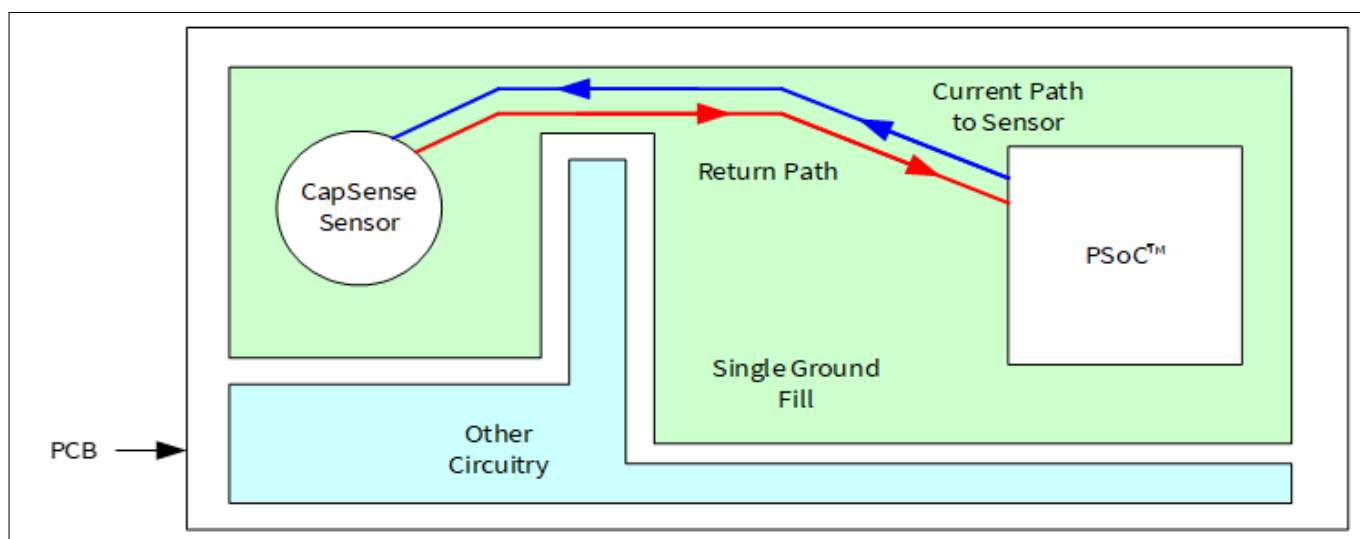 Current Path
to Sensor
Return Path
CapSense
Sensor
PSoC™
Single Ground
Fill
Other
Circuitry
PCB